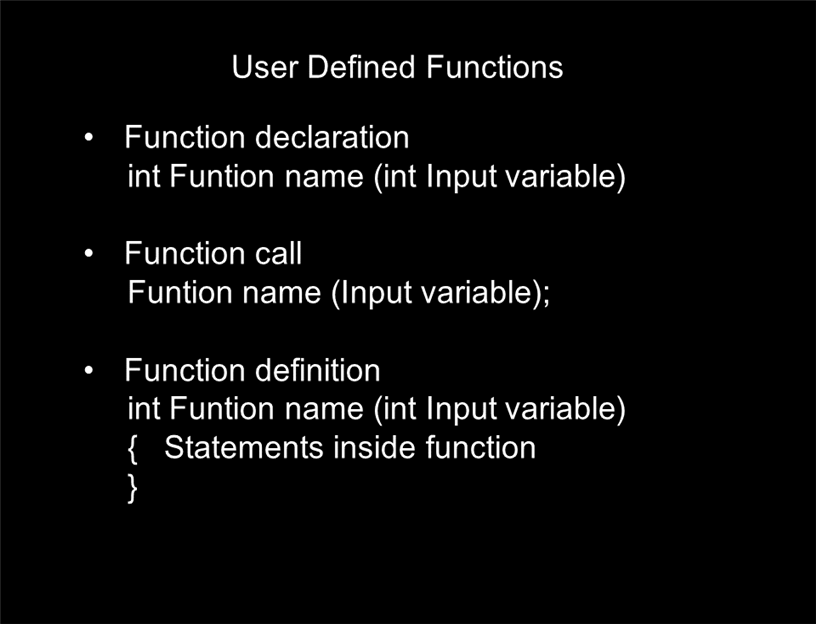 User Defined Functions
• Function declaration
int Funtion name (int Input variable)
• Function call
Funtion name (Input variable);
• Function definition
int Funtion name (int Input variable)
{ Statements inside function
}